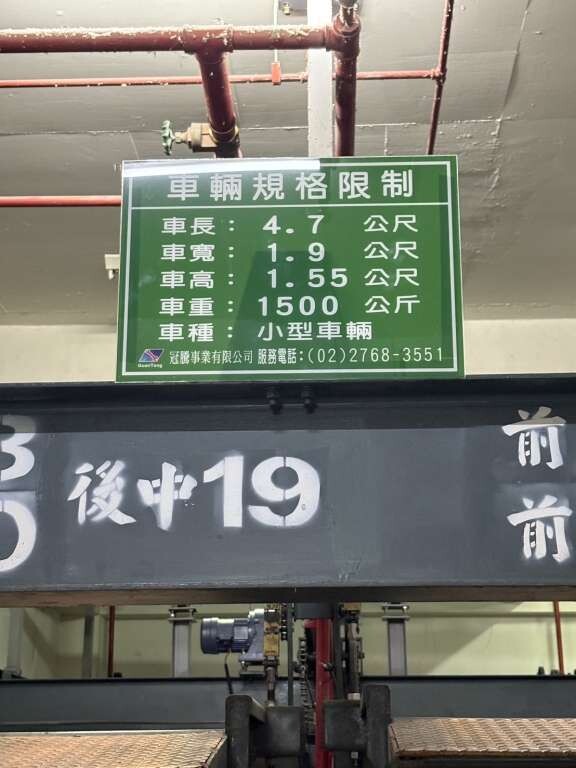 車輛規格限制
車長： 4.7 公尺
車寬： 1.9 公尺
車高： 1.55 公尺
車重： 1500 公斤
車種： 小型車輛
GuanTeng 冠騰事業有限公司 服務電話：(02)2768-3551
後中19
前
前